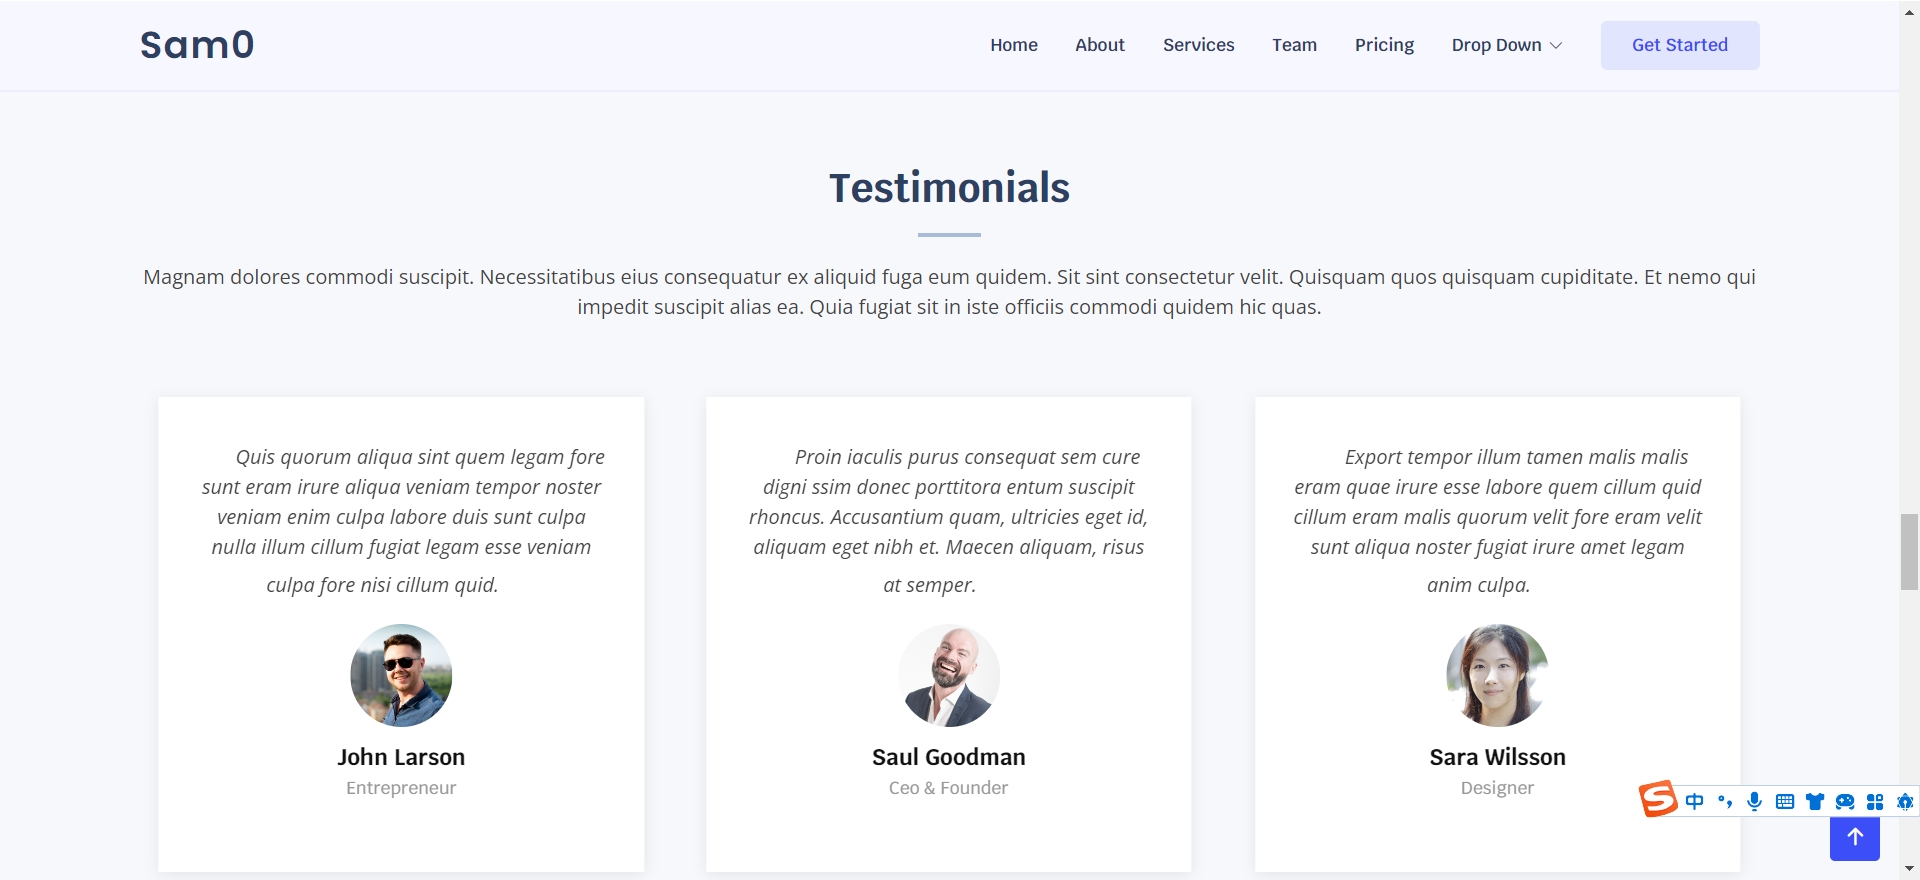 Sam0
Home About Services Team Pricing Drop Down Get Started
Testimonials
Magnam dolores commodi suscipit. Necessitatibus eius consequatur ex aliquid fuga eum quidem. Sit sint consectetur velit. Quisquam quos quisquam cupiditate. Et nemo qui
impedit suscipit alias ea. Quia fugiat sit in iste officiis commodi quidem hic quas.
Quis quorum aliqua sint quem legam fore
sunt eram irure aliqua veniam tempor noster
veniam enim culpa labore duis sunt culpa
nulla illum cillum fugiat legam esse veniam
culpa fore nisi cillum quid.
John Larson
Entrepreneur
Proin iaculis purus consequat sem cure
digni ssim donec porttitora entum suscipit
rhoncus. Accusantium quam, ultricies eget id,
aliquam eget nibh et. Maecen aliquam, risus
at semper.
Saul Goodman
Ceo & Founder
Export tempor illum tamen malis malis
eram quae irure esse labore quem cillum quid
cillum eram malis quorum velit fore eram velit
sunt aliqua noster fugiat irure amet legam
anim culpa.
Sara Wilsson
Designer
中